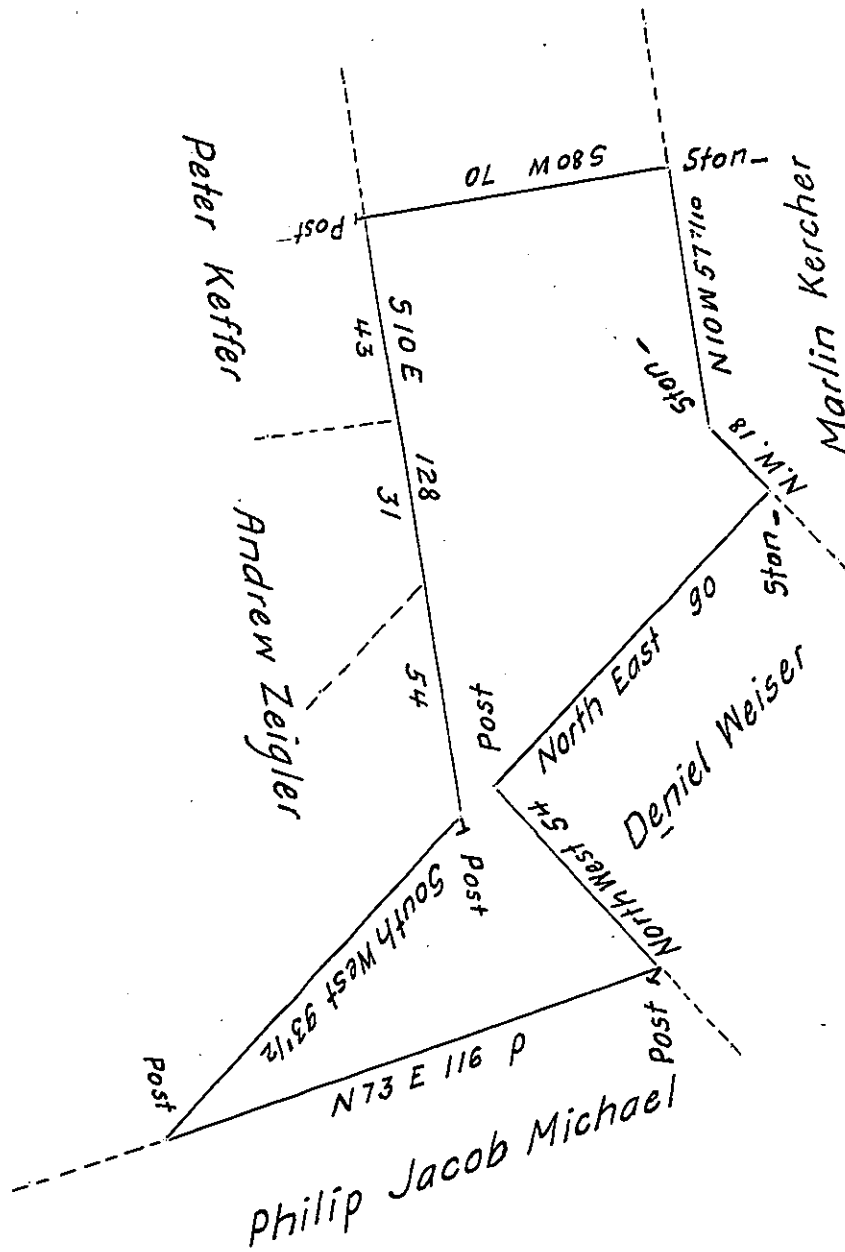 Peter Keffer
S80W 70
Ston-
Post
Marlin Kercher
N10W 57 7/10
Ston-
S10E
43
N.W. 18
Ston-
128
31
Andrew Zeigler
North East 90
54
Post
Deniel Weiser
North West 54
Post
South West 93 1/2
Post
Post
N73 E 116 P
Philip Jacob Michael